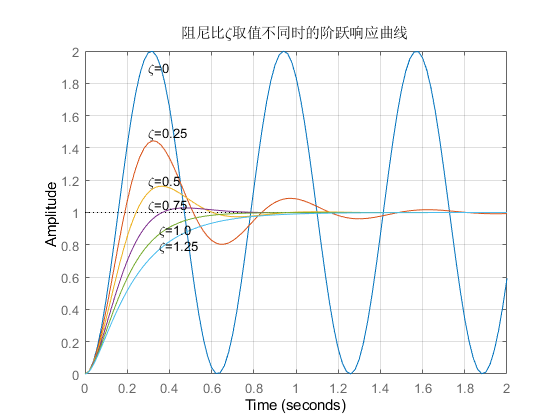 阻尼比ζ取值不同时的阶跃响应曲线
2
1.8
1.6
1.4
1.2
1
0.8
0.6
0.4
0.2
0
Amplitude
ζ=0
ζ=0.25
ζ=0.5
ζ=0.75
ζ=1.0
ζ=1.25
0 0.2 0.4 0.6 0.8 1 1.2 1.4 1.6 1.8 2
Time (seconds)